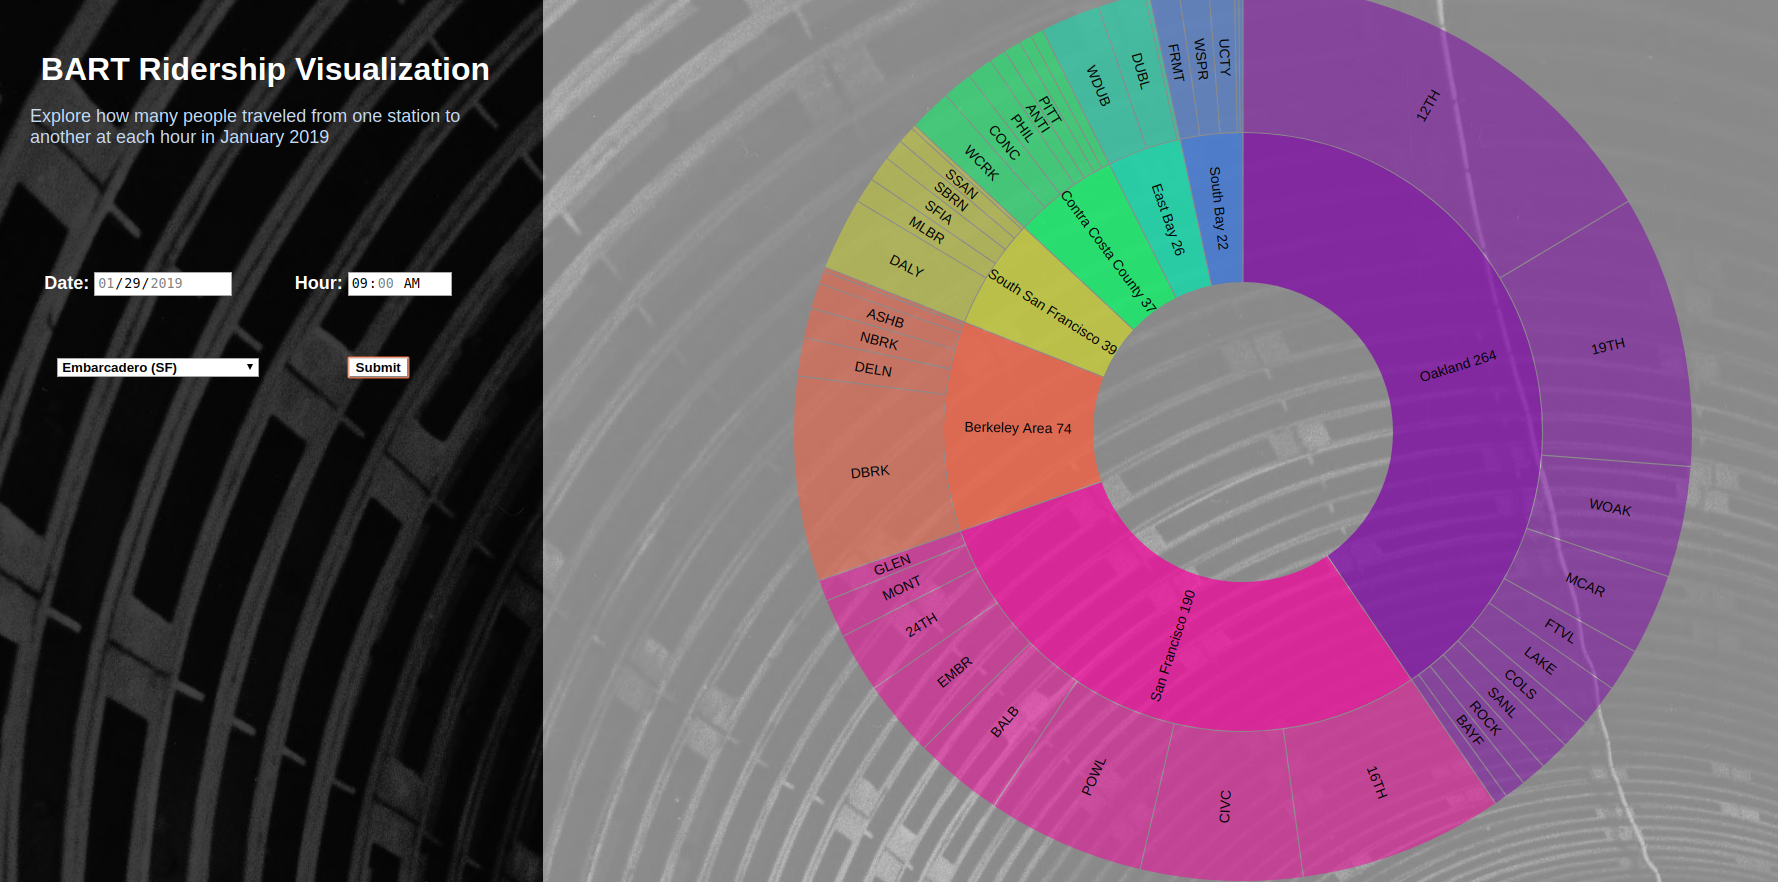 BART Ridership Visualization
Explore how many people traveled from one station to
another at each hour in January 2019
Date: 01/29/2019
Hour: 09:00 AM
Embarcadero (SF)
Submit
12TH
19TH
WOAK
MCAR
FTVL
LAKE
COLS
SANL
ROCK
BAYF
Oakland 264
16TH
CIVC
POWL
BALB
EMBR
24TH
MONT
GLEN
San Francisco 190
DBRK
DELN
NBRK
ASHB
Berkeley Area 74
DALY
MLBR
SFIA
SBRN
SSAN
South San Francisco 39
WCRK
CONC
PHIL
ANTI
PITT
Contra Costa County 37
WDUB
DUBL
East Bay 26
FRMT
WSPR
UCTY
South Bay 22